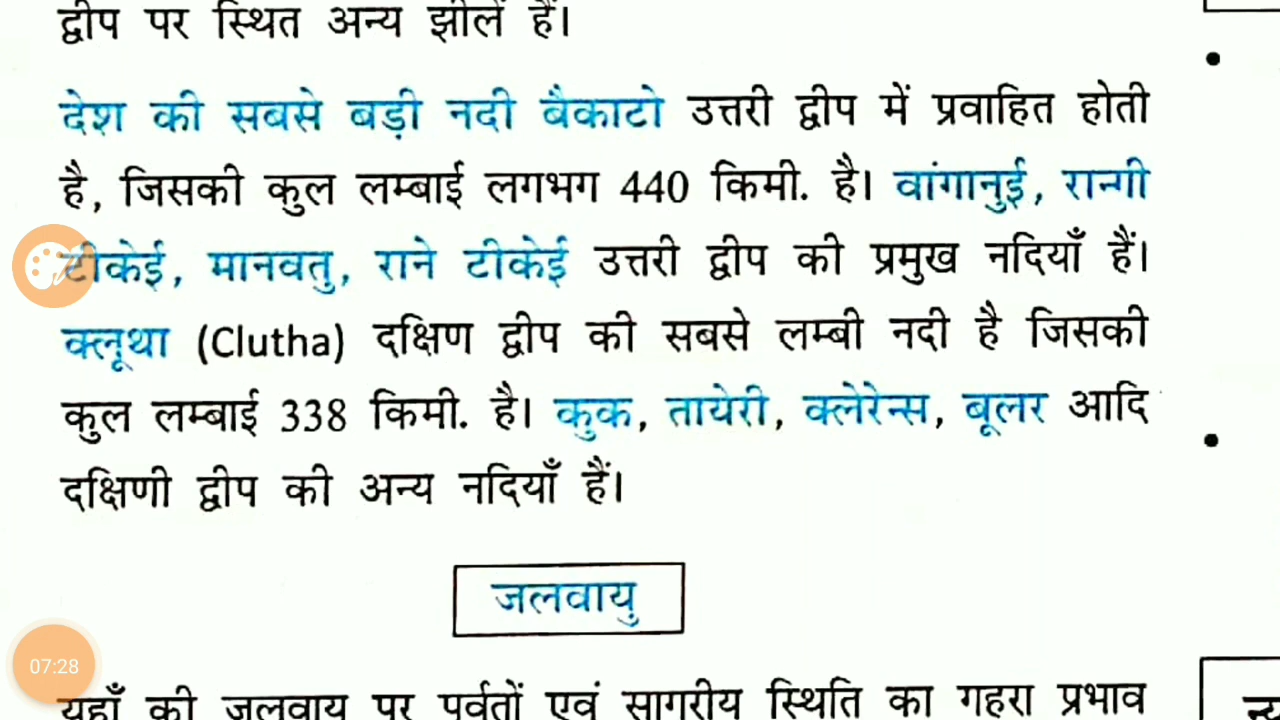 द्वीप पर स्थित अन्य झीलें हैं।
देश की सबसे बड़ी नदी बैकाटो उत्तरी द्वीप में प्रवाहित होती
है, जिसकी कुल लम्बाई लगभग 440 किमी. है। वांगानुई, रान्गी
टीकेई, मानवतु, राने टीकेई उत्तरी द्वीप की प्रमुख नदियाँ हैं।
क्लूथा (Clutha) दक्षिण द्वीप की सबसे लम्बी नदी है जिसकी
कुल लम्बाई 338 किमी. है। कुक, तायेरी, क्लेरेन्स, बूलर आदि
दक्षिणी द्वीप की अन्य नदियाँ हैं।
जलवायु
07:28
यहाँ की जलवायु पर पर्वतों एवं सागरीय स्थिति का गहरा प्रभाव